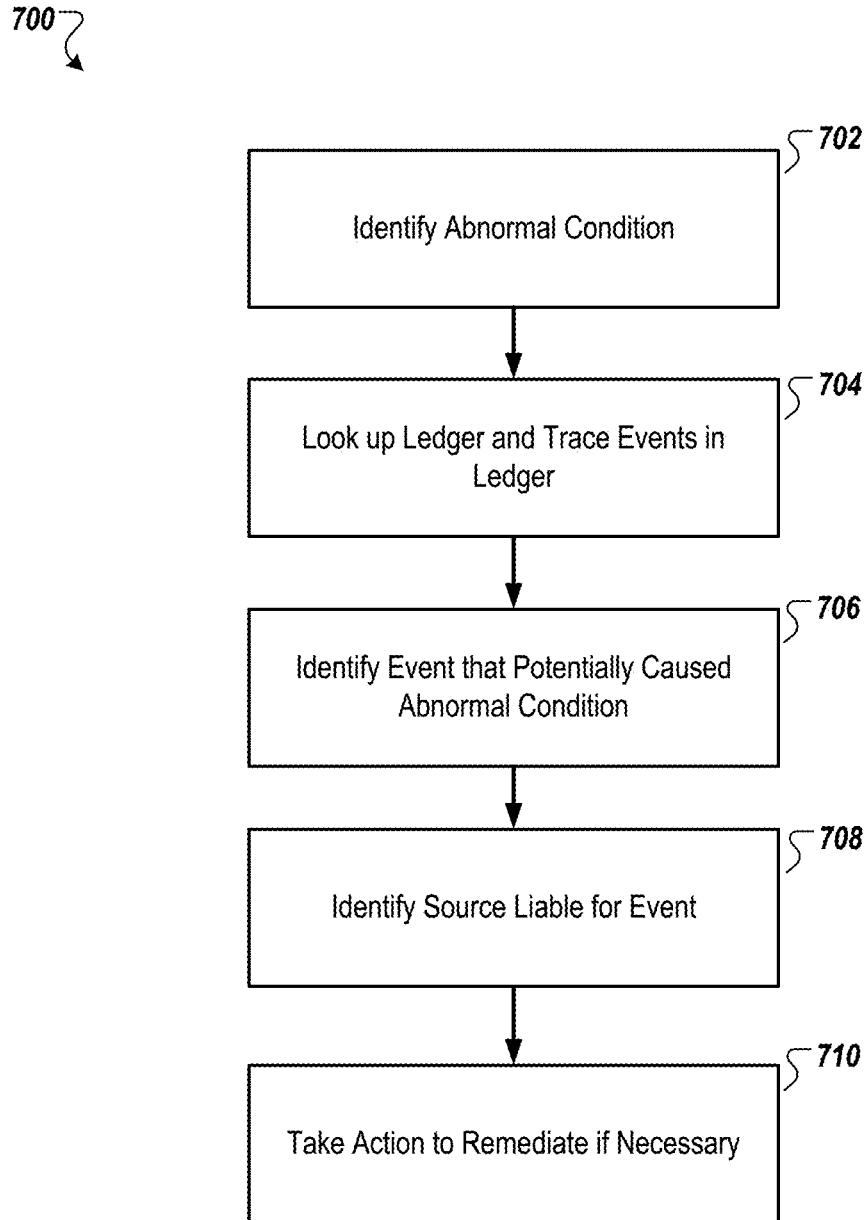 700
702
Identify Abnormal Condition
704
Look up Ledger and Trace Events in
Ledger
706
Identify Event that Potentially Caused
Abnormal Condition
708
Identify Source Liable for Event
710
Take Action to Remediate if Necessary